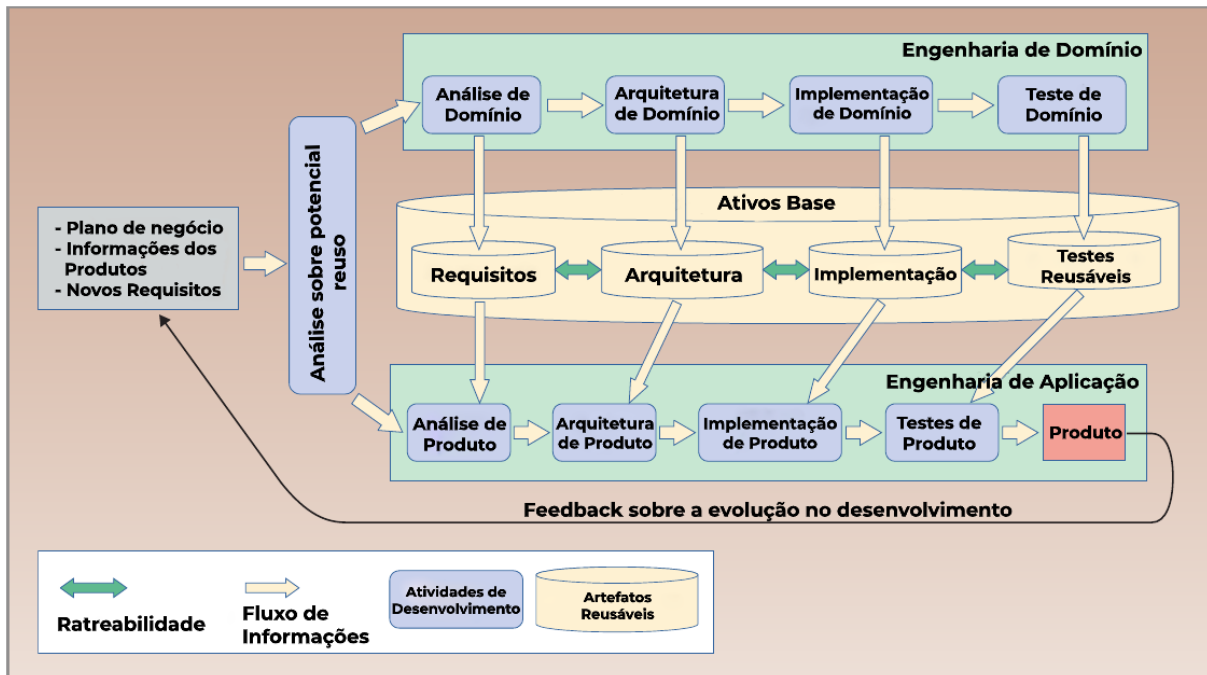 Engenharia de Domínio
Análise de
Domínio
Arquitetura
de Domínio
Implementação
de Domínio
Teste de
Domínio
Análise sobre potencial
reuso
- Plano de negócio
- Informações dos
Produtos
- Novos Requisitos
Ativos Base
Requisitos
Arquitetura
Implementação
Testes
Reusáveis
Engenharia de Aplicação
Análise de
Produto
Arquitetura
de Produto
Implementação
de Produto
Testes de
Produto
Produto
Feedback sobre a evolução no desenvolvimento
Ratreabilidade
Fluxo de
Informações
Atividades de
Desenvolvimento
Artefatos
Reusáveis